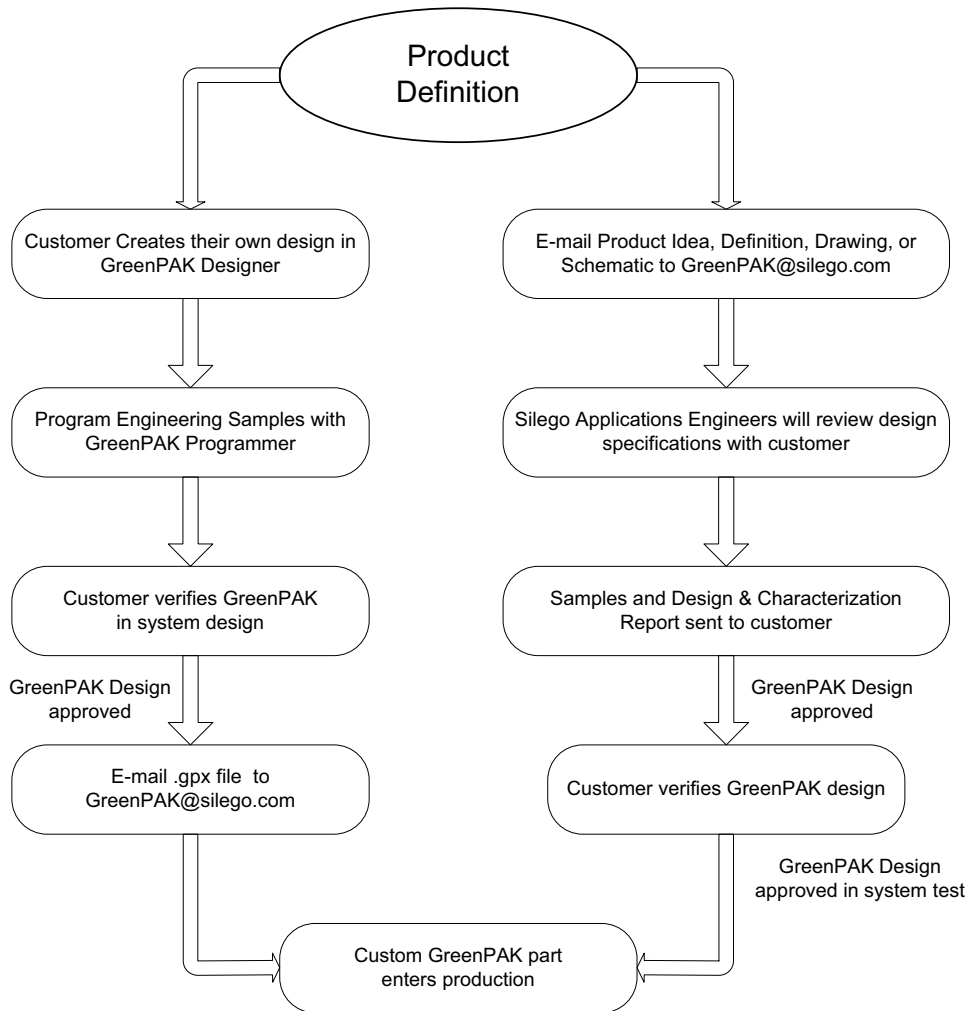 Product
Definition
Customer Creates their own design in
GreenPAK Designer
Program Engineering Samples with
GreenPAK Programmer
Customer verifies GreenPAK
in system design
GreenPAK Design
approved
E-mail .gpx file to
GreenPAK@silego.com
E-mail Product Idea, Definition, Drawing, or
Schematic to GreenPAK@silego.com
Silego Applications Engineers will review design
specifications with customer
Samples and Design & Characterization
Report sent to customer
GreenPAK Design
approved
Customer verifies GreenPAK design
GreenPAK Design
approved in system test
Custom GreenPAK part
enters production